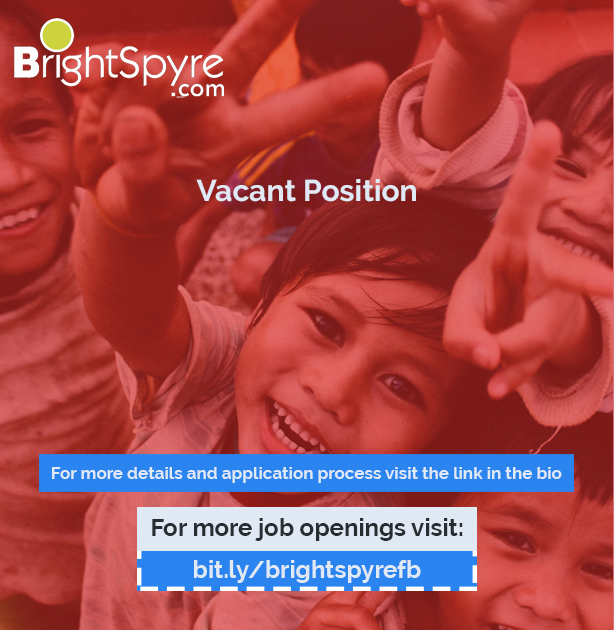 BrightSpyre
.com
Vacant Position
For more details and application process visit the link in the bio
For more job openings visit:
bit.ly/brightspyrefb